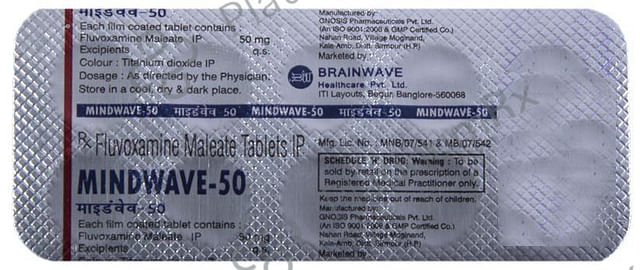 माइंडवेव-50
Each film coated tablet contains:
Fluvoxamine Maleate IP 50 mg
Excipients q.s.
Colour : Titanium dioxide IP
Dosage : As directed by the Physician.
Store in a cool, dry & dark place.
Manufactured by:
GNOSIS Pharmaceuticals Pvt. Ltd.
(An ISO 9001:2008 & GMP Certified Co.)
Nahan Road, Village Moginand,
Kala-Amb, Distt. Sirmour (H.P.)
Marketed by:
BRAINWAVE
Healthcare Pvt. Ltd.
ITI Layouts, Begur, Banglore-560068
MINDWAVE-50 माइंडवेव 50 MINDWAVE-50 माइंडवेव 50 MINDWAVE-50
Rx Fluvoxamine Maleate Tablets IP
MINDWAVE-50
माइंडवेव -50
Each film coated tablet contains :
Fluvoxamine Maleate IP 50 mg
Excipients q.s.
Mfg. Lic. No. : MNB/07/541 & MB/07/542
SCHEDULE 'H' DRUG: Warning : To be
sold by retail on the prescription of a
Registered Medical Practitioner only.
Keep the medicine out of reach of children.
Manufactured by:
GNOSIS Pharmaceuticals Pvt. Ltd.
(An ISO 9001:2008 & GMP Certified Co.)
Nahan Road, Village Moginand,
Kala-Amb, Distt. Sirmour (H.P.)
Marketed by: